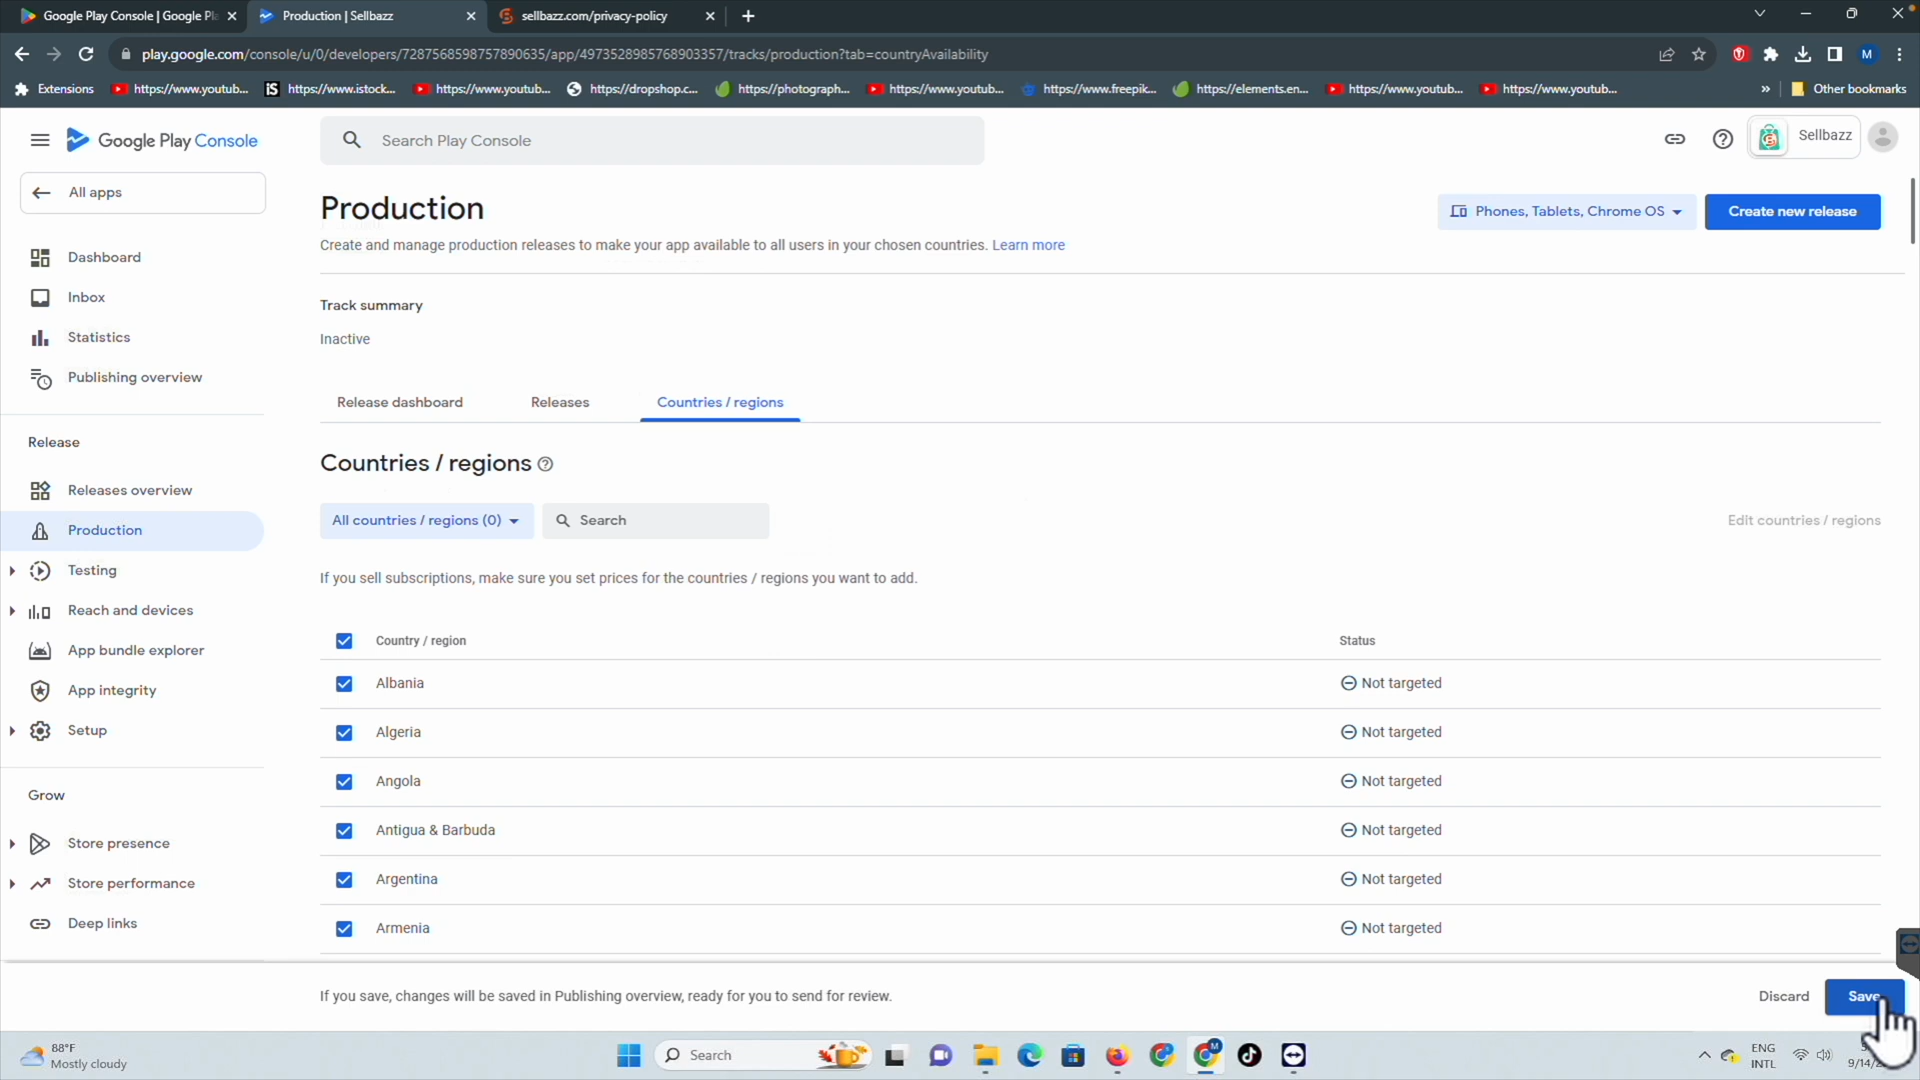 Google Play Console | Google Pla
Production | Sellbazz
sellbazz.com/privacy-policy
play.google.com/console/u/0/developers/7287568598757890635/app/4973528985768903357/tracks/production?tab=countryAvailability
M
Extensions
https://www.youtub...
iS
https://www.istock...
https://www.youtub...
https://dropshop.c...
https://photograph...
https://www.youtub...
https://www.freepik...
https://elements.en...
https://www.youtub...
https://www.youtub...
»
Other bookmarks
Google Play Console
Search Play Console
Sellbazz
All apps
Production
Phones, Tablets, Chrome OS
Create new release
Create and manage production releases to make your app available to all users in your chosen countries. Learn more
Dashboard
Inbox
Statistics
Publishing overview
Track summary
Inactive
Release dashboard
Releases
Countries / regions
Release
Releases overview
Production
Testing
Reach and devices
App bundle explorer
App integrity
Setup
Countries / regions
All countries / regions (0)
Search
Edit countries / regions
If you sell subscriptions, make sure you set prices for the countries / regions you want to add.
Country / region
Status
Albania
Not targeted
Algeria
Not targeted
Angola
Not targeted
Antigua & Barbuda
Not targeted
Argentina
Not targeted
Armenia
Not targeted
Grow
Store presence
Store performance
Deep links
If you save, changes will be saved in Publishing overview, ready for you to send for review.
Discard
Save
88°F
Mostly cloudy
Search
M
ENG
INTL